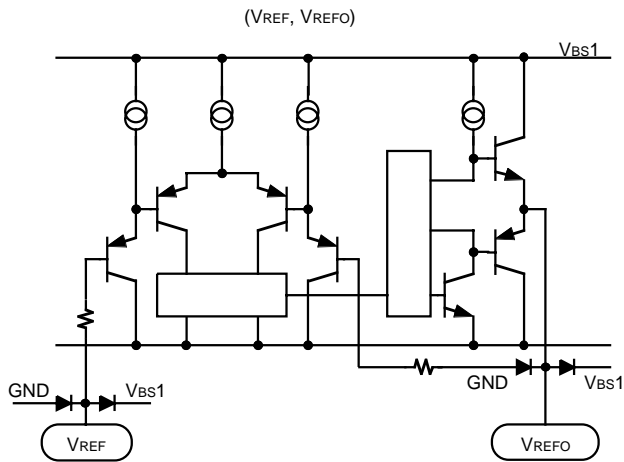 (VREF, VREFO)
VBS1
GND
VBS1
GND
VBS1
VREF
VREFO